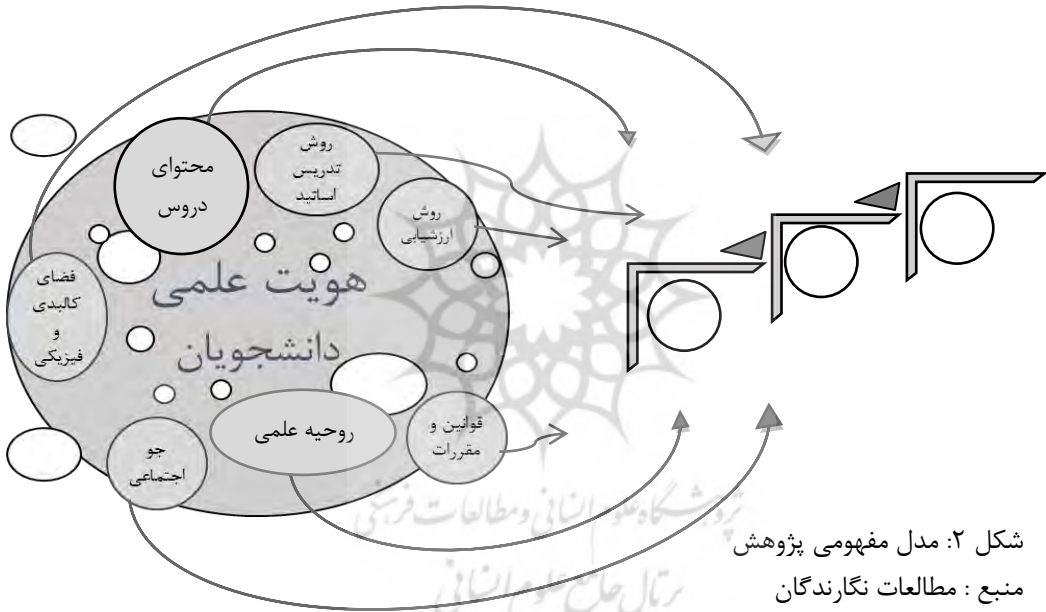 محتوای
دروس
روش
تدریس
اساتید
روش
ارزشیابی
فضای
کالبدی
و
فیزیکی
هویت علمی
دانشجویان
جو
اجتماعی
روحیه علمی
قوانین و
مقررات
پژوهشگاه علوم انسانی و مطالعات فرهنگی
پرتال جامع علوم انسانی
شکل ۲: مدل مفهومی پژوهش
منبع : مطالعات نگارندگان